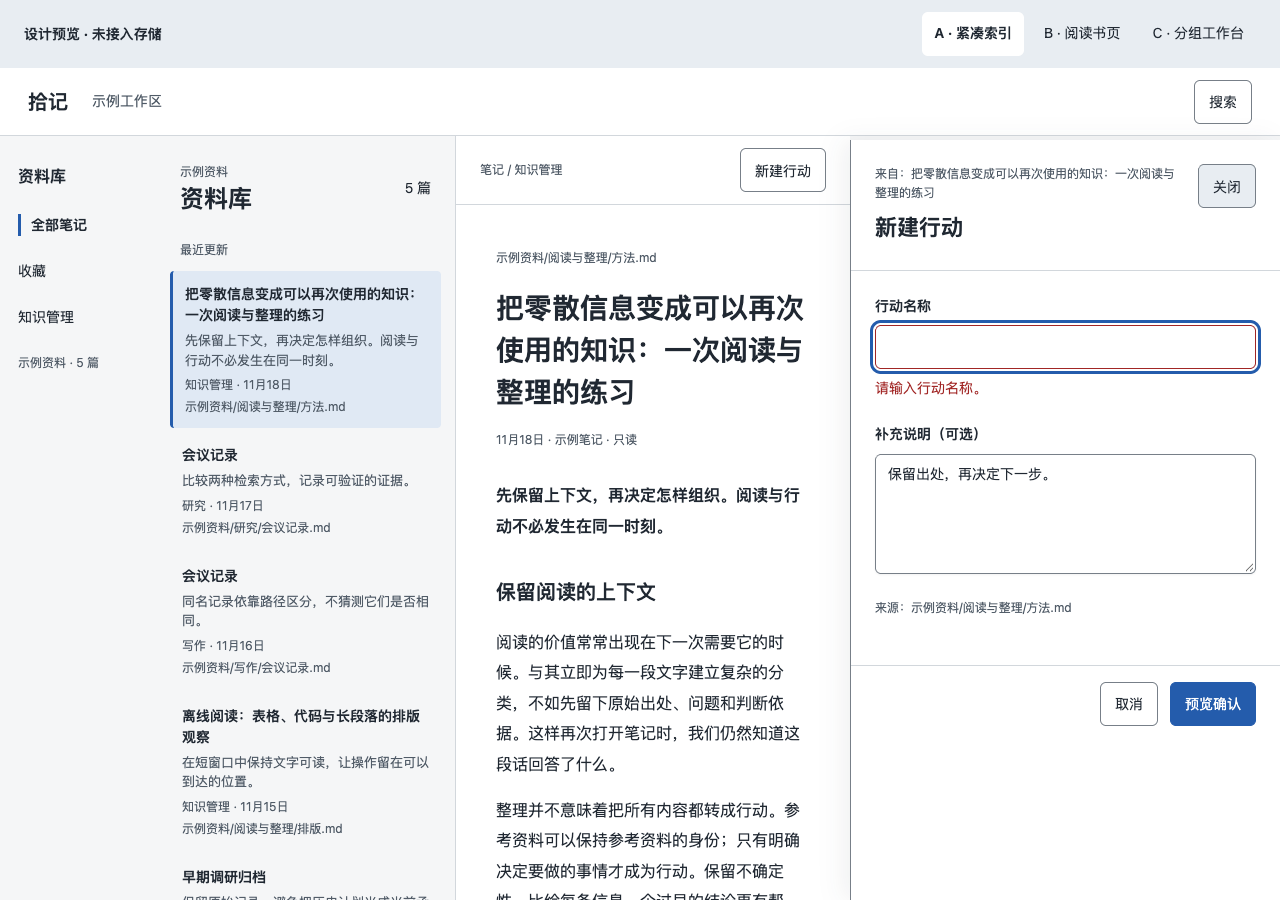 设计预览 · 未接入存储
A · 紧凑索引
B · 阅读书页
C · 分组工作台
拾记
示例工作区
搜索
资料库
全部笔记
收藏
知识管理
示例资料 · 5 篇
示例资料
资料库
5 篇
最近更新
把零散信息变成可以再次使用的知识：
一次阅读与整理的练习
先保留上下文，再决定怎样组织。阅读与
行动不必发生在同一时刻。
知识管理 · 11月18日
示例资料/阅读与整理/方法.md
会议记录
比较两种检索方式，记录可验证的证据。
研究 · 11月17日
示例资料/研究/会议记录.md
会议记录
同名记录依靠路径区分，不猜测它们是否相
同。
写作 · 11月16日
示例资料/写作/会议记录.md
离线阅读：表格、代码与长段落的排版
观察
在短窗口中保持文字可读，让操作留在可以
到达的位置。
知识管理 · 11月15日
示例资料/阅读与整理/排版.md
早期调研归档
笔记 / 知识管理
新建行动
示例资料/阅读与整理/方法.md
把零散信息变成可以再次
使用的知识：一次阅读与
整理的练习
11月18日 · 示例笔记 · 只读
先保留上下文，再决定怎样组织。阅读与行
动不必发生在同一时刻。
保留阅读的上下文
阅读的价值常常出现在下一次需要它的时
候。与其立即为每一段文字建立复杂的分
类，不如先留下原始出处、问题和判断依
据。这样再次打开笔记时，我们仍然知道这
段话回答了什么。
整理并不意味着把所有内容都转成行动。参
考资料可以保持参考资料的身份；只有明确
决定要做的事情才成为行动。保留不确定
来自：把零散信息变成可以再次使用的知识：一次阅读与
整理的练习
关闭
新建行动
行动名称
请输入行动名称。
补充说明（可选）
保留出处，再决定下一步。
来源：示例资料/阅读与整理/方法.md
取消
预览确认